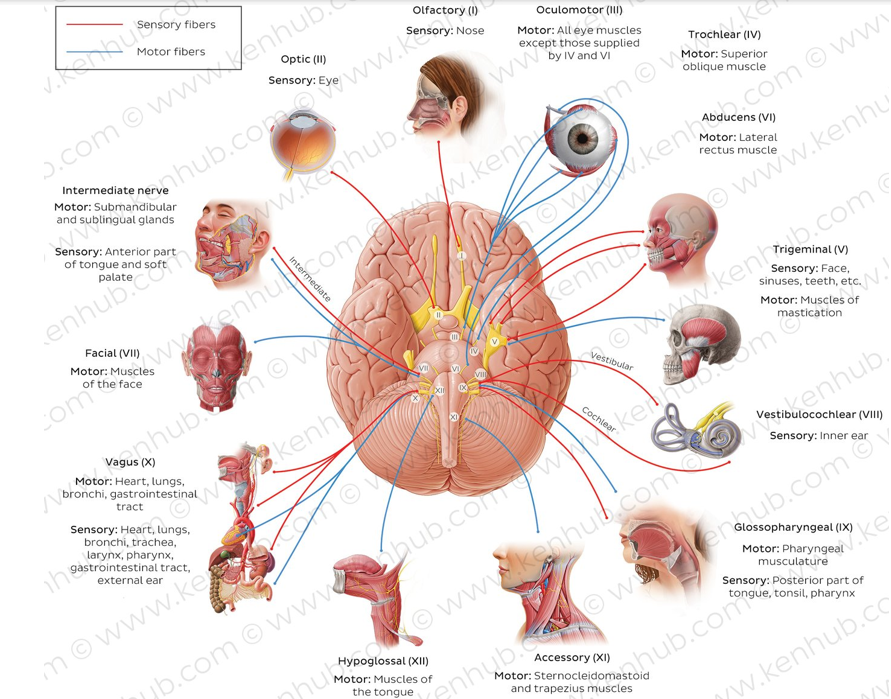 Sensory fibers
Motor fibers
Olfactory (I)
Sensory: Nose
Oculomotor (III)
Motor: All eye muscles
except those supplied
by IV and VI
Trochlear (IV)
Motor: Superior
oblique muscle
Optic (II)
Sensory: Eye
Abducens (VI)
Motor: Lateral
rectus muscle
Intermediate nerve
Motor: Submandibular
and sublingual glands
Sensory: Anterior part
of tongue and soft
palate
Intermediate
Trigeminal (V)
Sensory: Face,
sinuses, teeth, etc.
Motor: Muscles of
mastication
Facial (VII)
Motor: Muscles
of the face
I
II
III
IV
V
VI
VII
VIII
IX
X
XII
XI
Vestibular
Cochlear
Vestibulocochlear (VIII)
Sensory: Inner ear
Vagus (X)
Motor: Heart, lungs,
bronchi, gastrointestinal
tract
Sensory: Heart, lungs,
bronchi, trachea,
larynx, pharynx,
gastrointestinal tract,
external ear
Glossopharyngeal (IX)
Motor: Pharyngeal
musculature
Sensory: Posterior part of
tongue, tonsil, pharynx
Hypoglossal (XII)
Motor: Muscles of
the tongue
Accessory (XI)
Motor: Sternocleidomastoid
and trapezius muscles
© www.kenhub.com